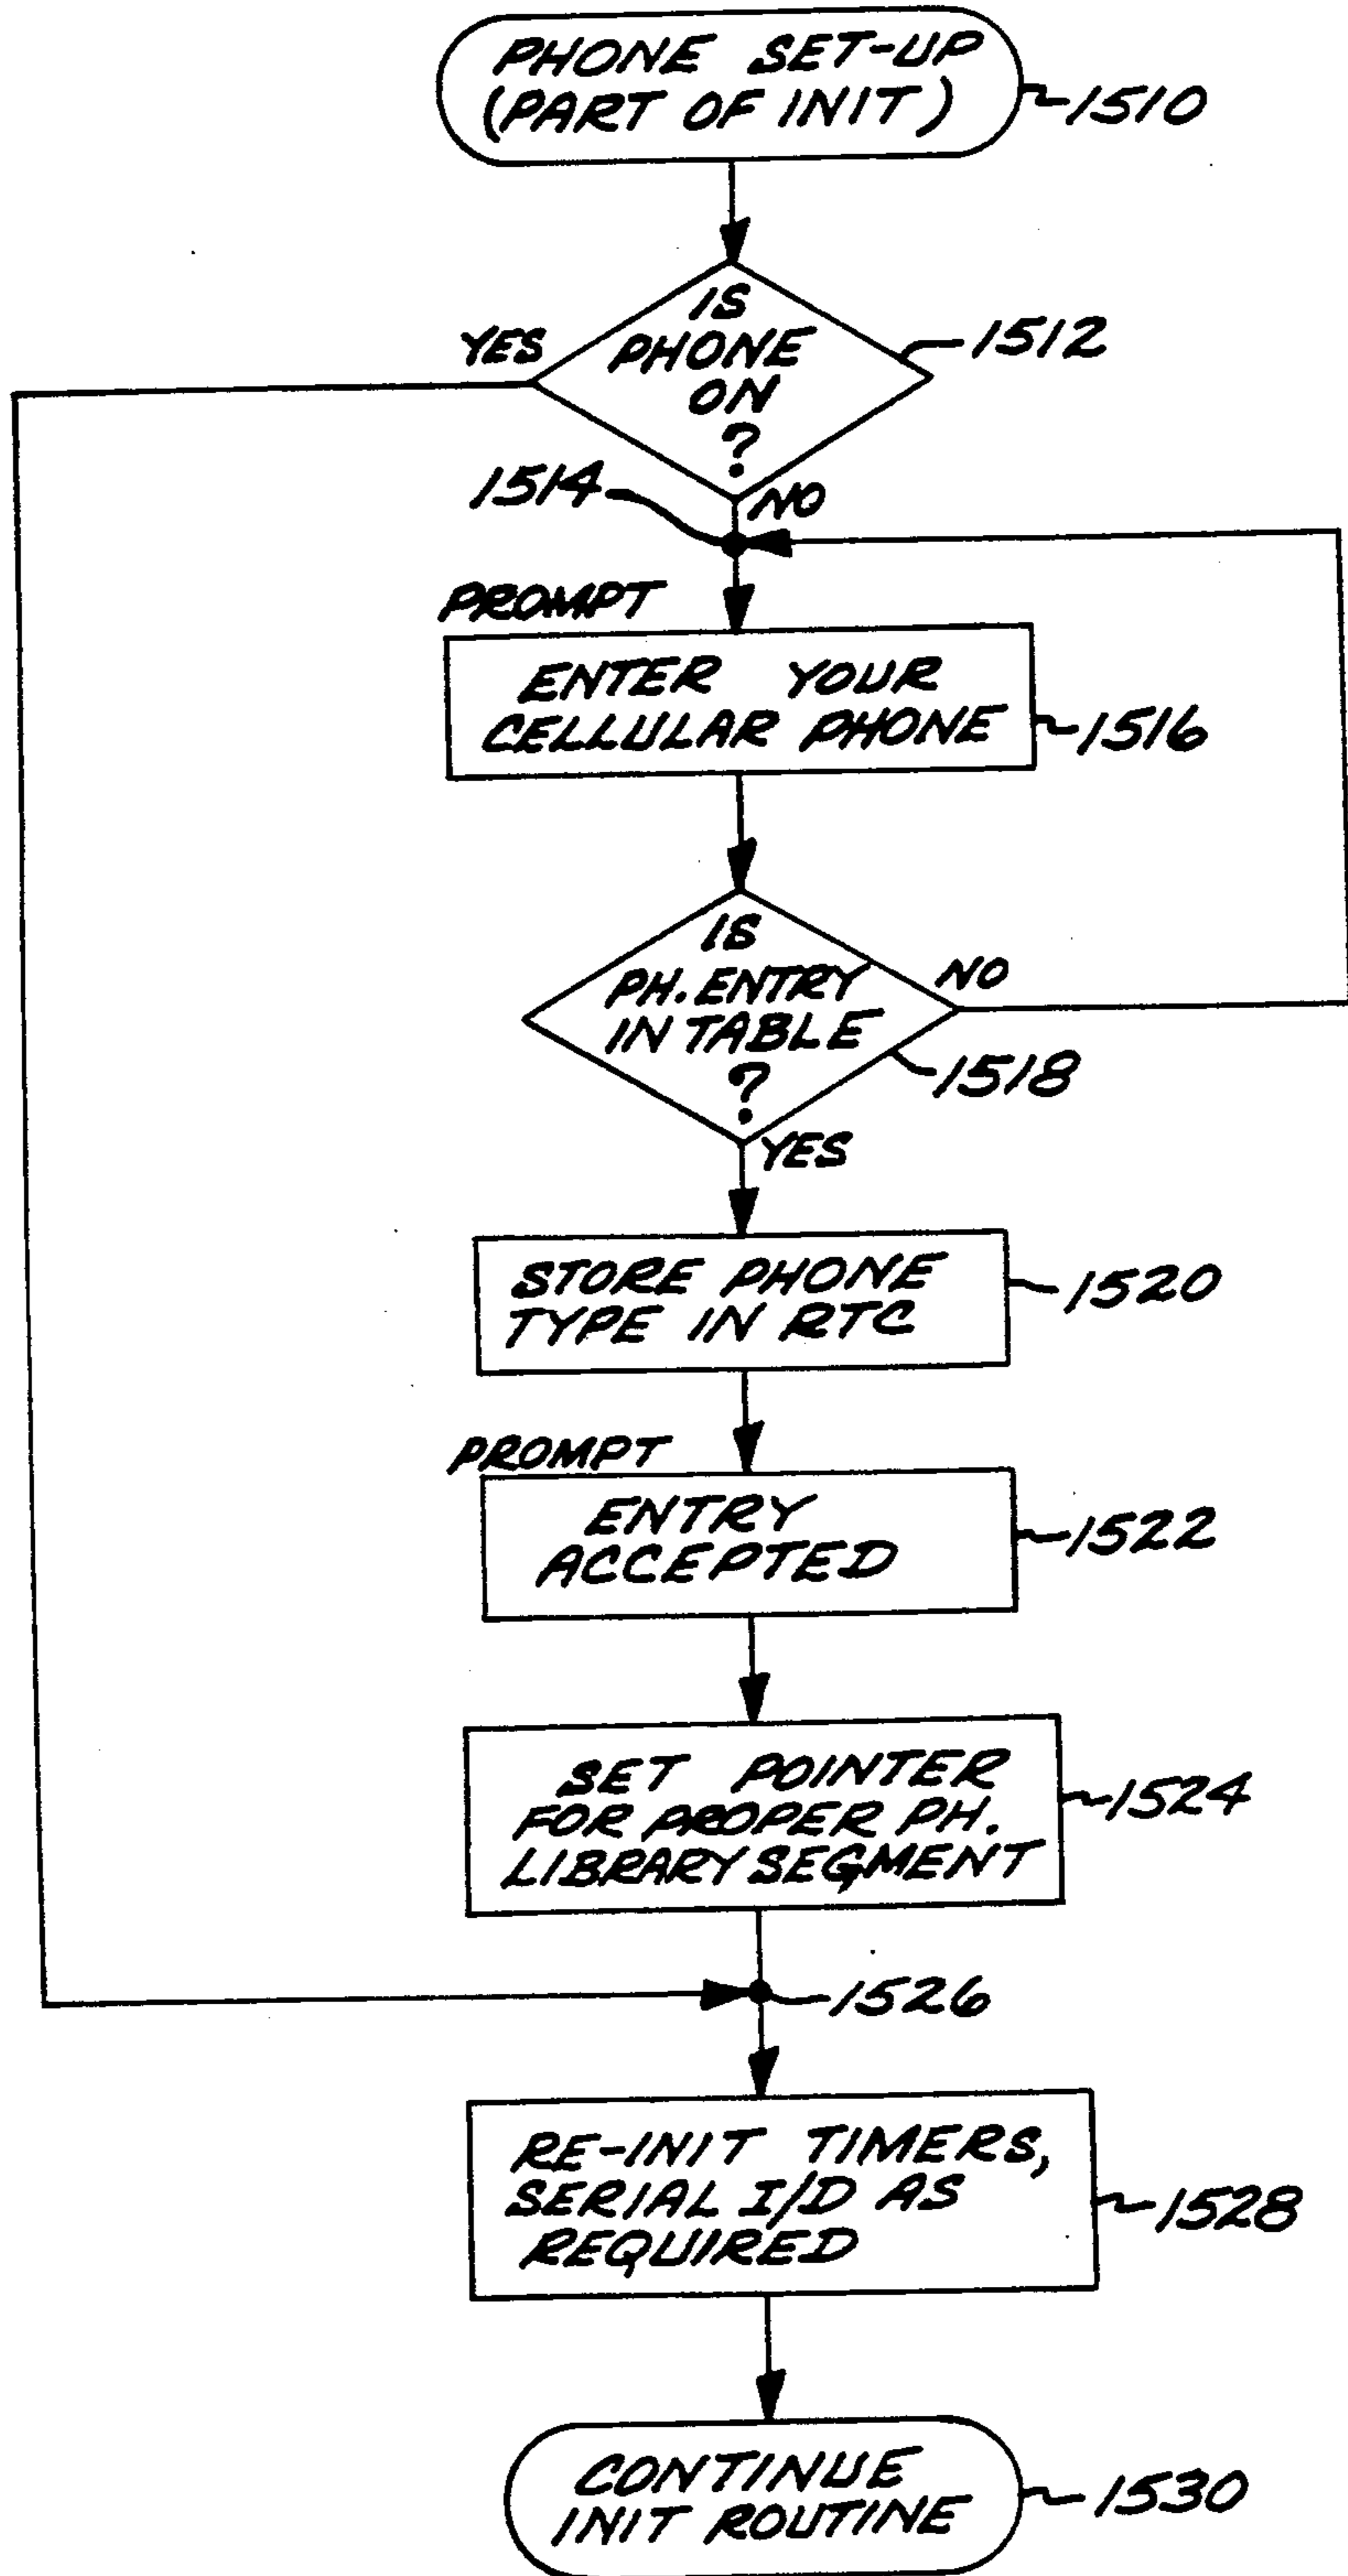 PHONE SET-UP
(PART OF INIT)
1510
IS
PHONE
ON
?
YES
1512
1514
NO
PROMPT
ENTER YOUR
CELLULAR PHONE
1516
IS
PH. ENTRY
IN TABLE
?
NO
1518
YES
STORE PHONE
TYPE IN RTC
1520
PROMPT
ENTRY
ACCEPTED
1522
SET POINTER
FOR PROPER PH.
LIBRARY SEGMENT
1524
1526
RE-INIT TIMERS,
SERIAL I/D AS
REQUIRED
1528
CONTINUE
INIT ROUTINE
1530